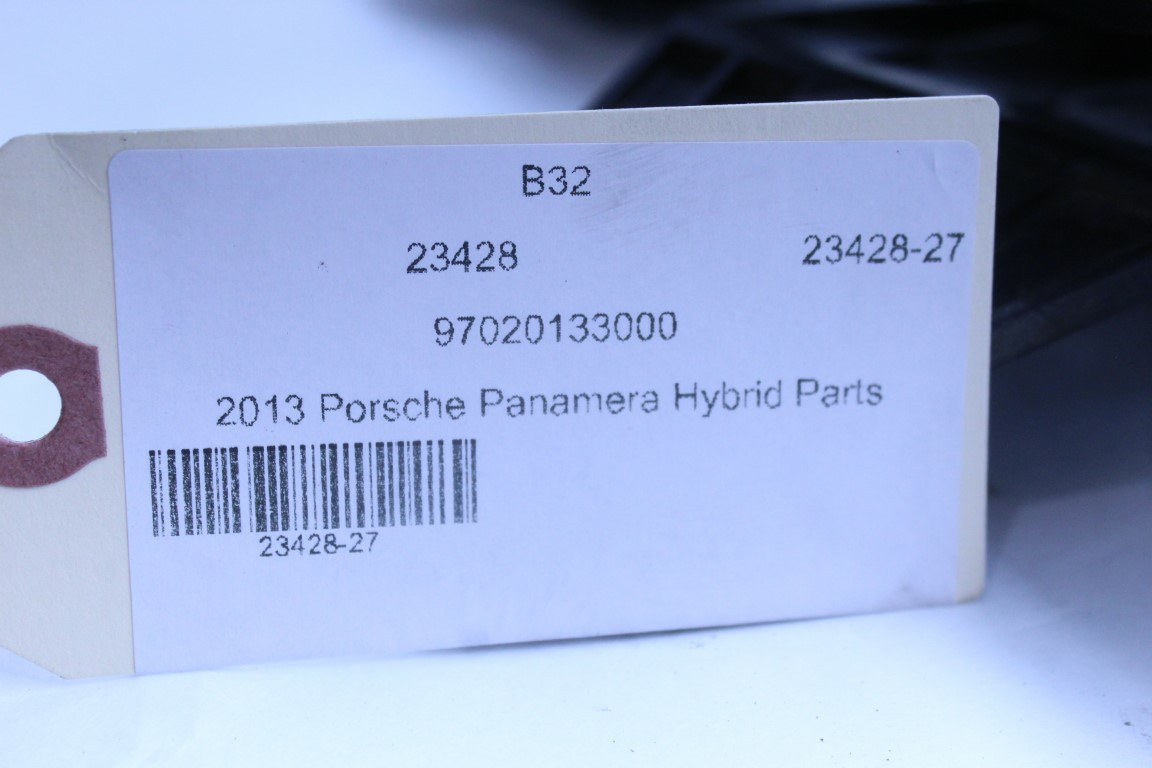 B32
23428 23428-27
97020133000
2013 Porsche Panamera Hybrid Parts
23428-27